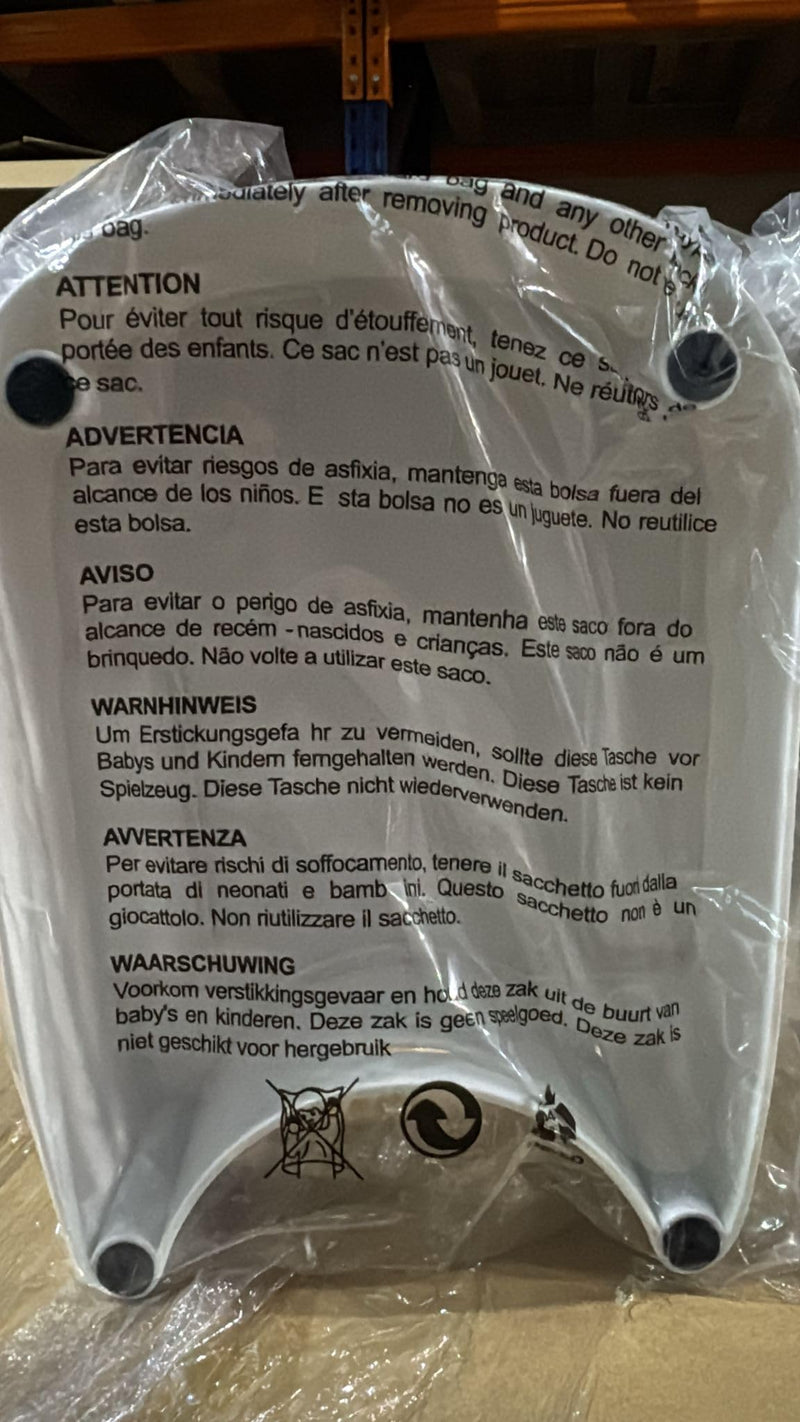 bag and any other
after removing product. Do not
bag.
ATTENTION
Pour éviter tout risque d'étouffement, tenez ce
portée des enfants. Ce sac n'est pas un jouet. Ne
ce sac.
ADVERTENCIA
Para evitar riesgos de asfixia, mantenga esta bolsa fuera del
alcance de los niños. E sta bolsa no es un juguete. No reutilice
esta bolsa.
AVISO
Para evitar o perigo de asfixia, mantenha este saco fora do
alcance de recém -nascidos e crianças. Este saco não é um
brinquedo. Não volte a utilizar este saco.
WARNHINWEIS
Um Erstickungsgefa hr zu vermeiden, sollte diese Tasche vor
Babys und Kindern ferngehalten werden. Diese Tasche ist kein
Spielzeug. Diese Tasche nicht wiederverwenden.
AVVERTENZA
Per evitare rischi di soffocamento, tenere il sacchetto fuori dalla
portata di neonati e bamb ini. Questo sacchetto non è un
giocattolo. Non riutilizzare il sacchetto.
WAARSCHUWING
Voorkom verstikkingsgevaar en houd deze zak uit de buurt van
baby's en kinderen. Deze zak is geen speelgoed. Deze zak is
niet geschikt voor hergebruik